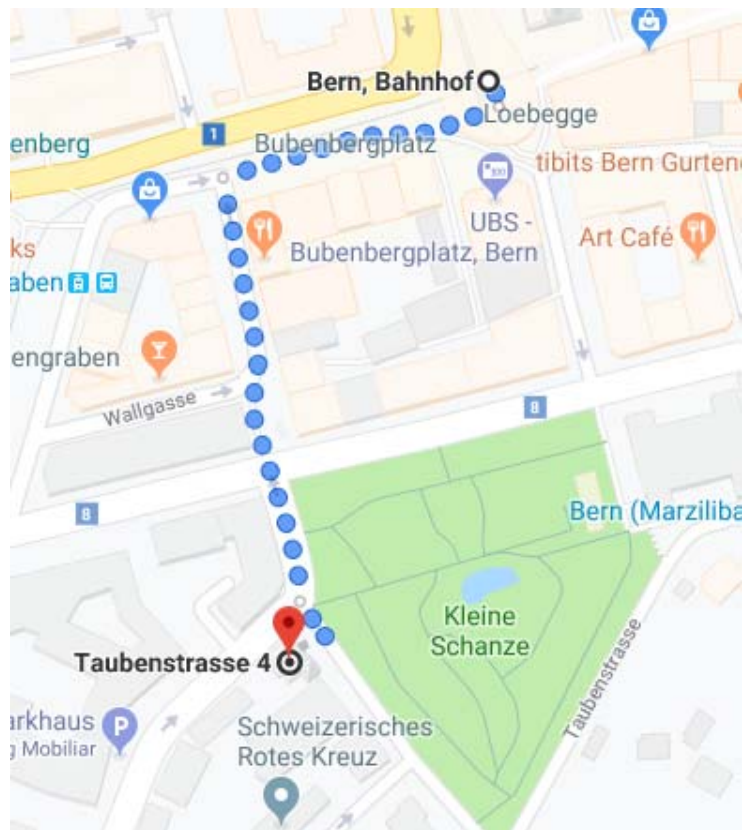 Bern, Bahnhof
Loebegge
1
enberg
Bubenbergplatz
tibits Bern Gurteng
UBS -
Bubenbergplatz, Bern
Art Café
ks
aben
engraben
Wallgasse
8
8
Bern (Marziliba
Kleine
Schanze
Taubenstrasse 4
Taubenstrasse
arkhaus
g Mobiliar
P
Schweizerisches
Rotes Kreuz